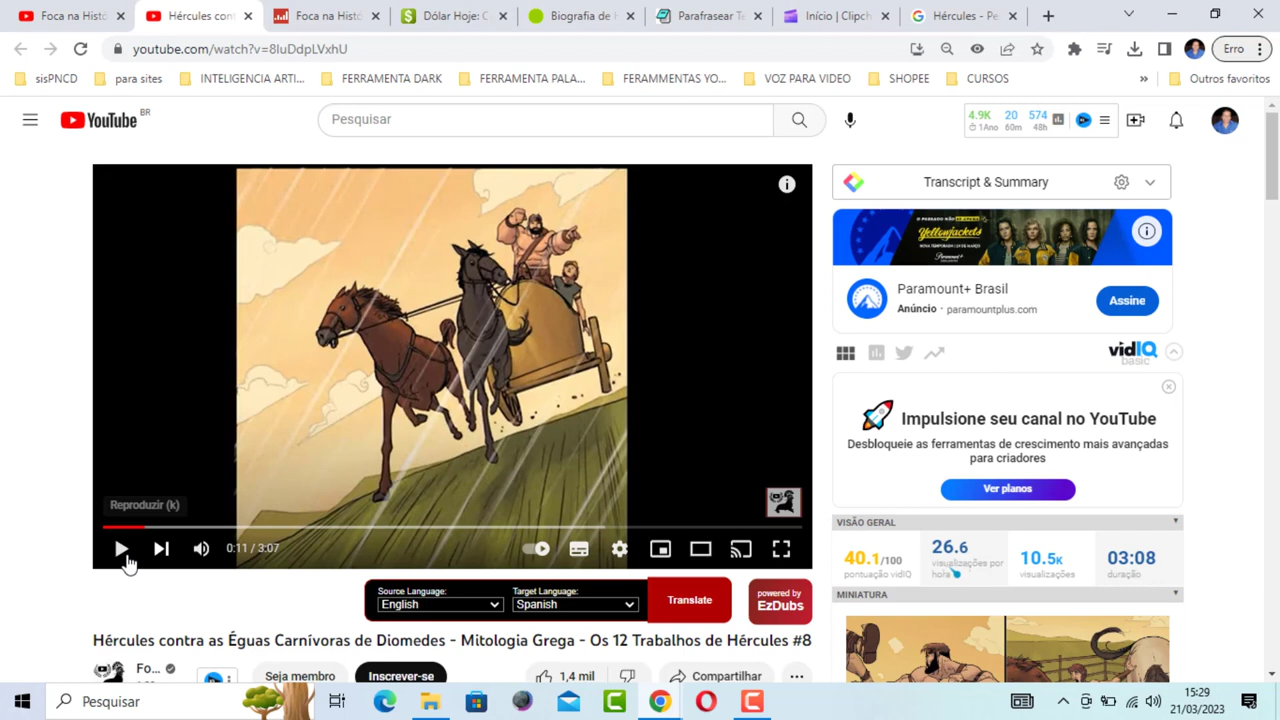 Foca na Histó
Hércules cont
Foca na Histó
Dólar Hoje: C
Biografia de H
Parafrasear Te
Início | Clipch
Hércules - Pe
youtube.com/watch?v=8IuDdpLVxhU
Erro
sisPNCD
para sites
INTELIGENCIA ARTI...
FERRAMENTA DARK
FERRAMENTA PALA...
FERAMMENTAS YO...
VOZ PARA VIDEO
SHOPEE
CURSOS
»
Outros favoritos
YouTube BR
Pesquisar
4.9K 20 574
1Ano 60m 48h
Transcript & Summary
Yellowjackets
Paramount+ Brasil
Anúncio · paramountplus.com
Assine
vidIQ
basic
Impulsione seu canal no YouTube
Desbloqueie as ferramentas de crescimento mais avançadas
para criadores
Ver planos
Reproduzir (k)
0:11 / 3:07
VISÃO GERAL
40.1/100
pontuação vidIQ
26.6
visualizações por
hora
10.5K
visualizações
03:08
duração
MINIATURA
Source Language:
English
Target Language:
Spanish
Translate
powered by
EzDubs
Hércules contra as Éguas Carnívoras de Diomedes - Mitologia Grega - Os 12 Trabalhos de Hércules #8
Fo...
Seja membro
Inscrever-se
1,4 mil
Compartilhar
Pesquisar
15:29
21/03/2023